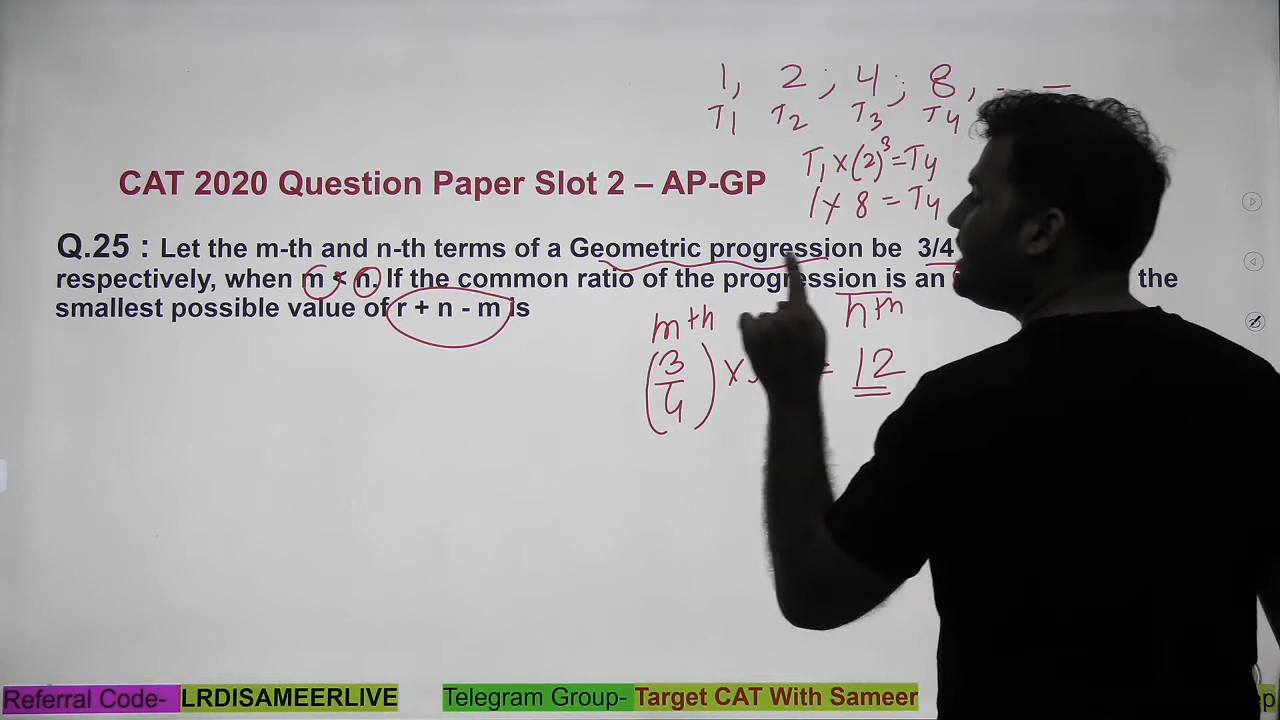 1, 2, 4, 8, - -
T1 T2 T3 T4
T1 × (2)^3 = T4
1 × 8 = T4
CAT 2020 Question Paper Slot 2 – AP-GP
Q.25 : Let the m-th and n-th terms of a Geometric progression be 3/4
respectively, when m < n. If the common ratio of the progression is an the
smallest possible value of r + n - m is
mth nth
(3/4) × = 12
Referral Code- LRDISAMEERLIVE Telegram Group- Target CAT With Sameer